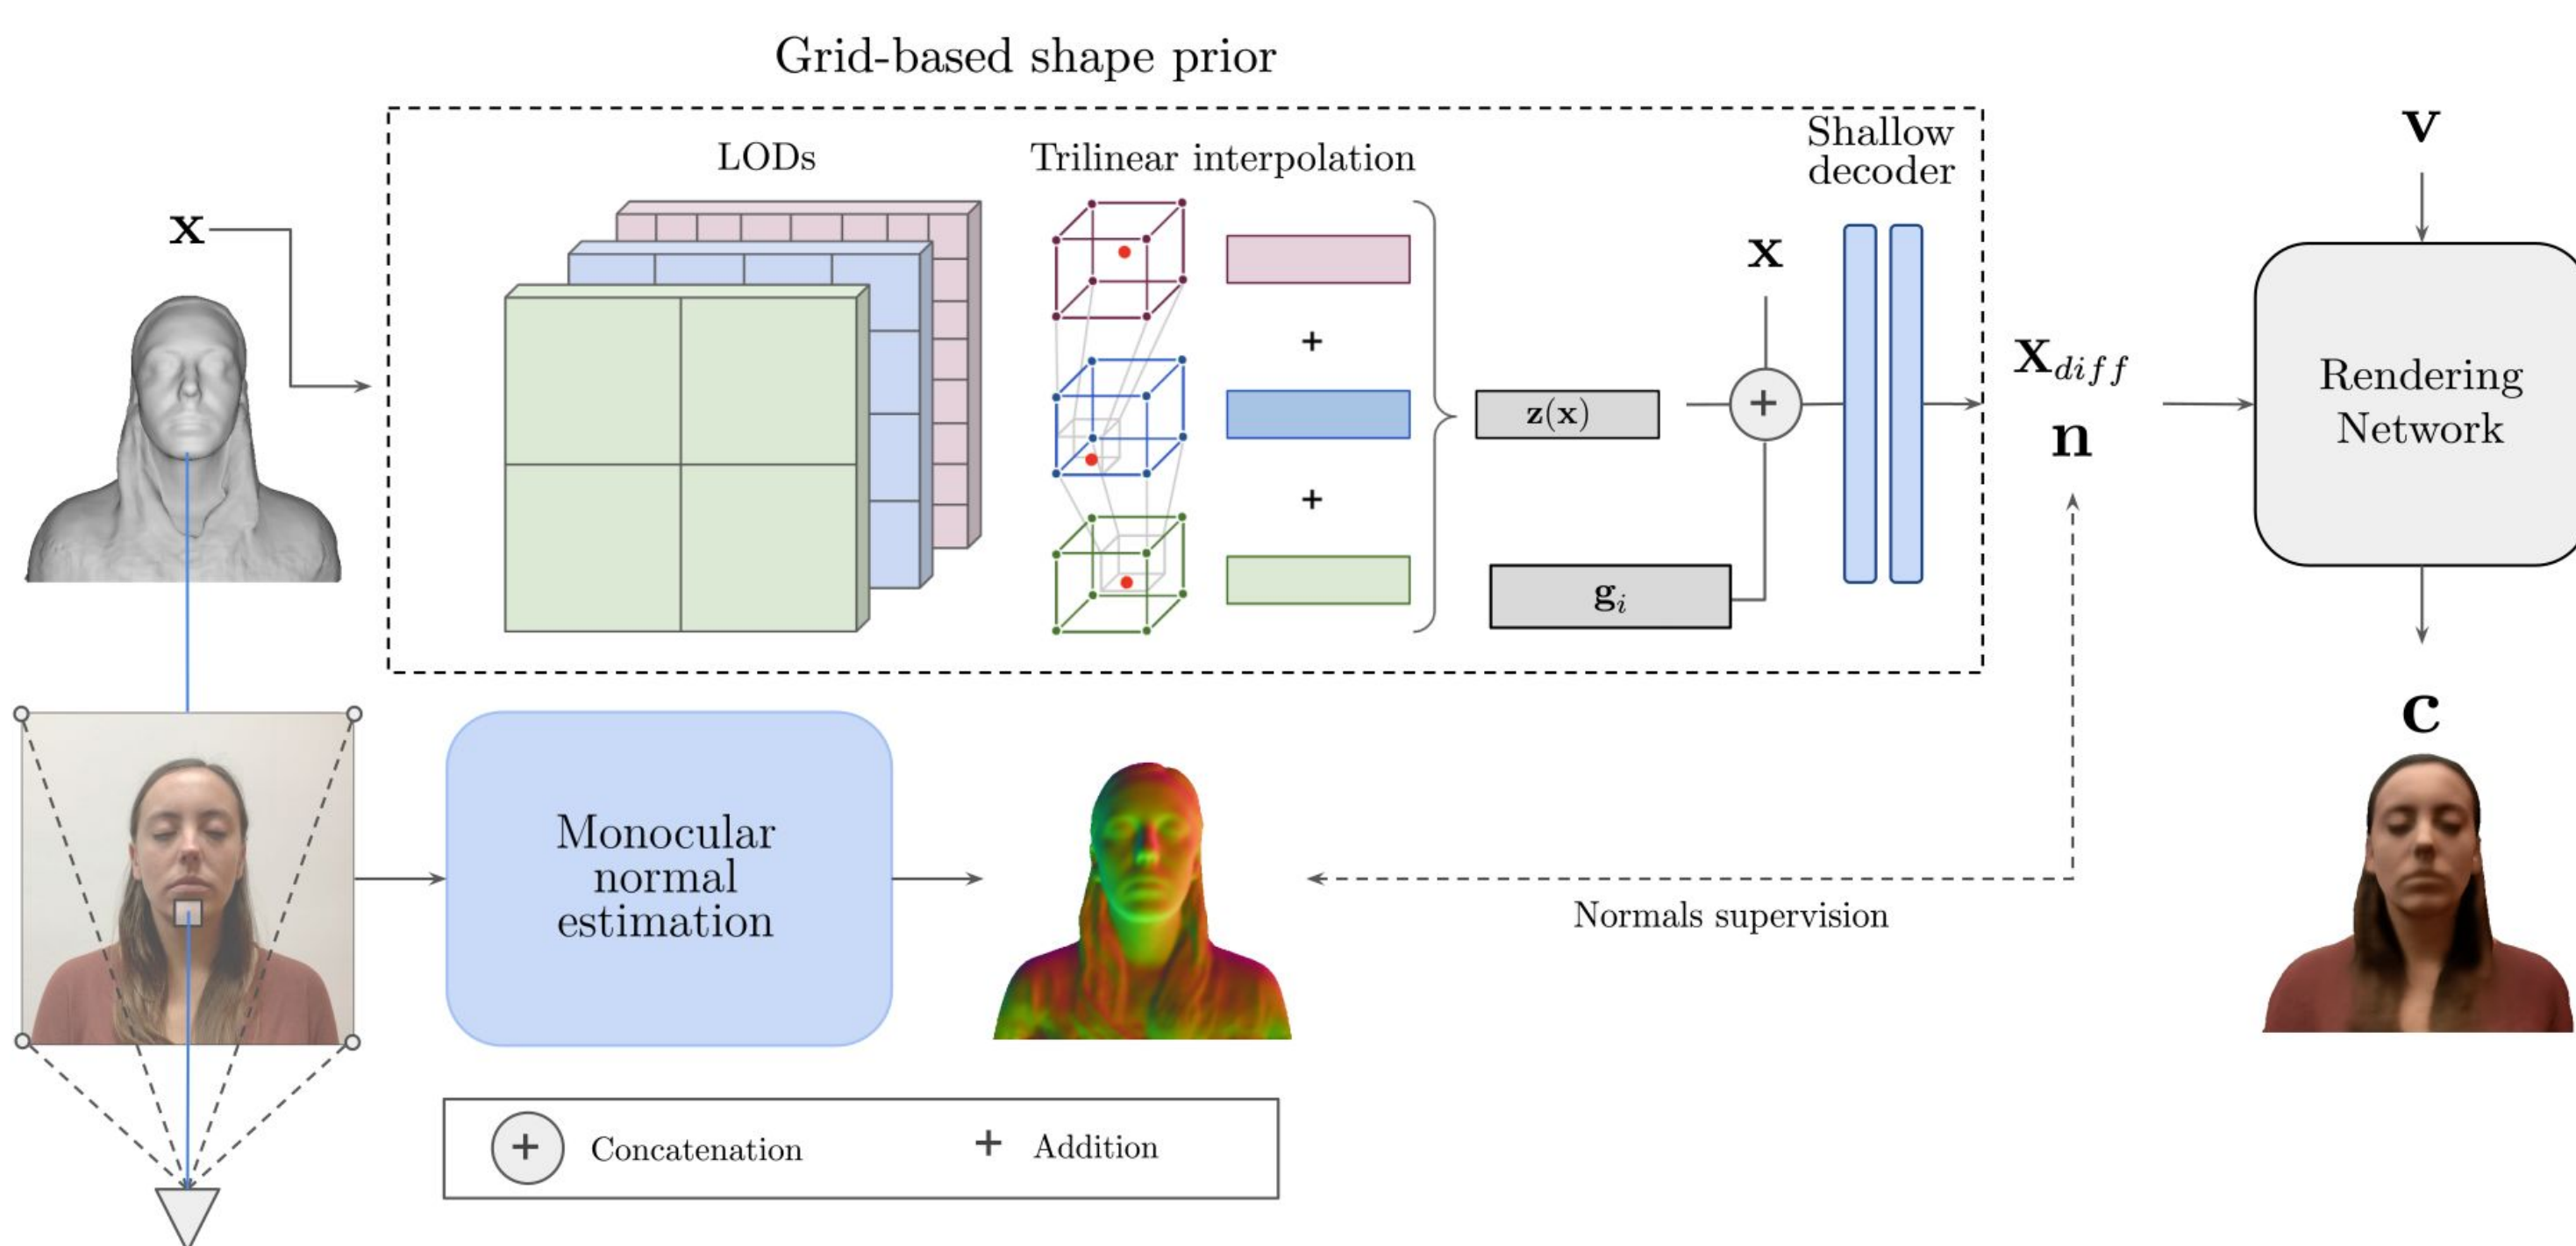 Grid-based shape prior
LODs
Trilinear interpolation
Shallow
decoder
x
+
+
z(x)
g_i
x
+
X_diff
n
v
Rendering
Network
c
Monocular
normal
estimation
Normals supervision
+ Concatenation
+ Addition